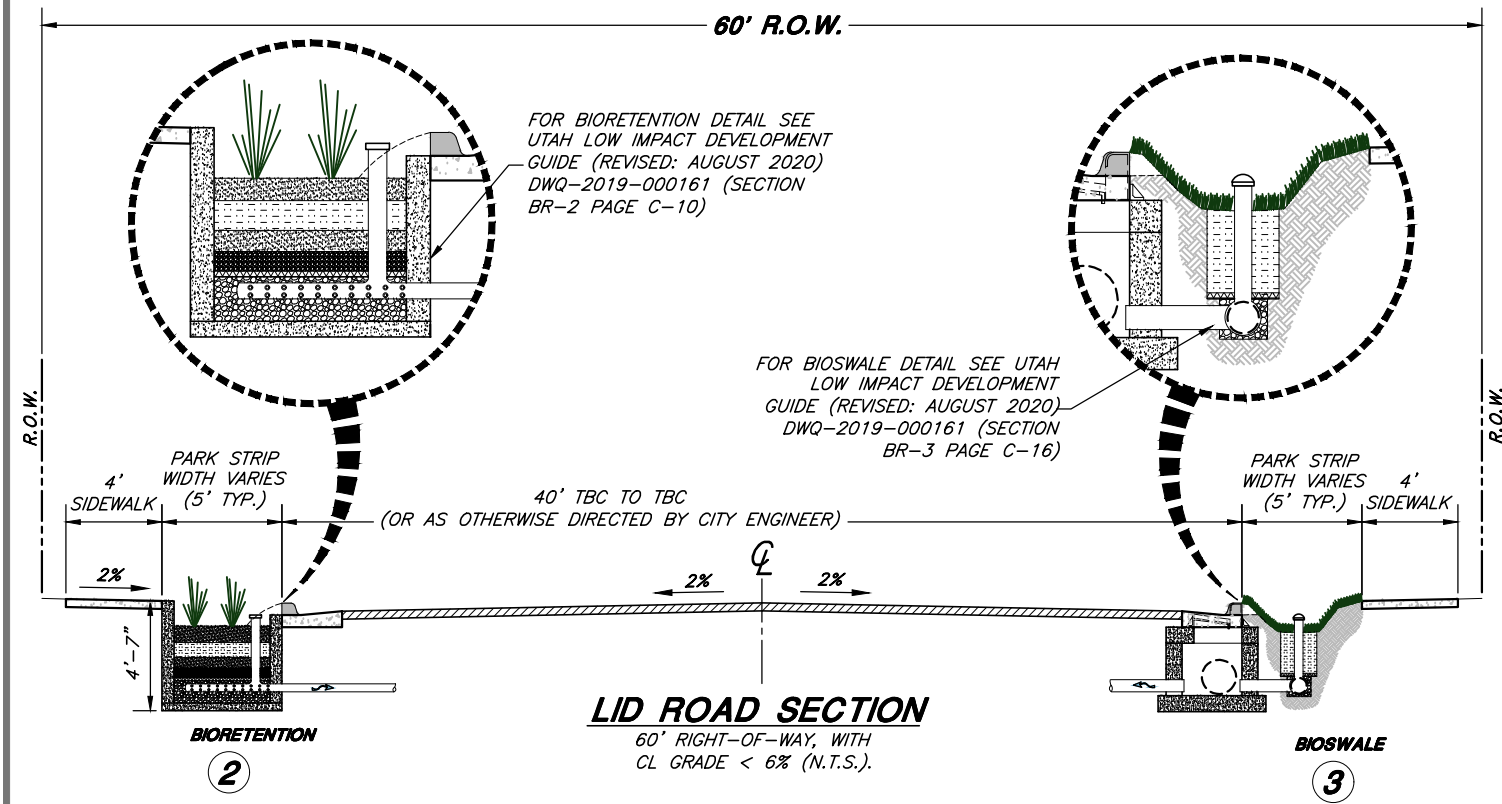 60' R.O.W.
FOR BIORETENTION DETAIL SEE
UTAH LOW IMPACT DEVELOPMENT
GUIDE (REVISED: AUGUST 2020)
DWQ-2019-000161 (SECTION
BR-2 PAGE C-10)
FOR BIOSWALE DETAIL SEE UTAH
LOW IMPACT DEVELOPMENT
GUIDE (REVISED: AUGUST 2020)
DWQ-2019-000161 (SECTION
BR-3 PAGE C-16)
R.O.W.
R.O.W.
4'
SIDEWALK
PARK STRIP
WIDTH VARIES
(5' TYP.)
40' TBC TO TBC
(OR AS OTHERWISE DIRECTED BY CITY ENGINEER)
PARK STRIP
WIDTH VARIES
(5' TYP.)
4'
SIDEWALK
CL
2%
2%
2%
4'-7"
BIORETENTION
2
LID ROAD SECTION
60' RIGHT-OF-WAY, WITH
CL GRADE < 6% (N.T.S.).
BIOSWALE
3